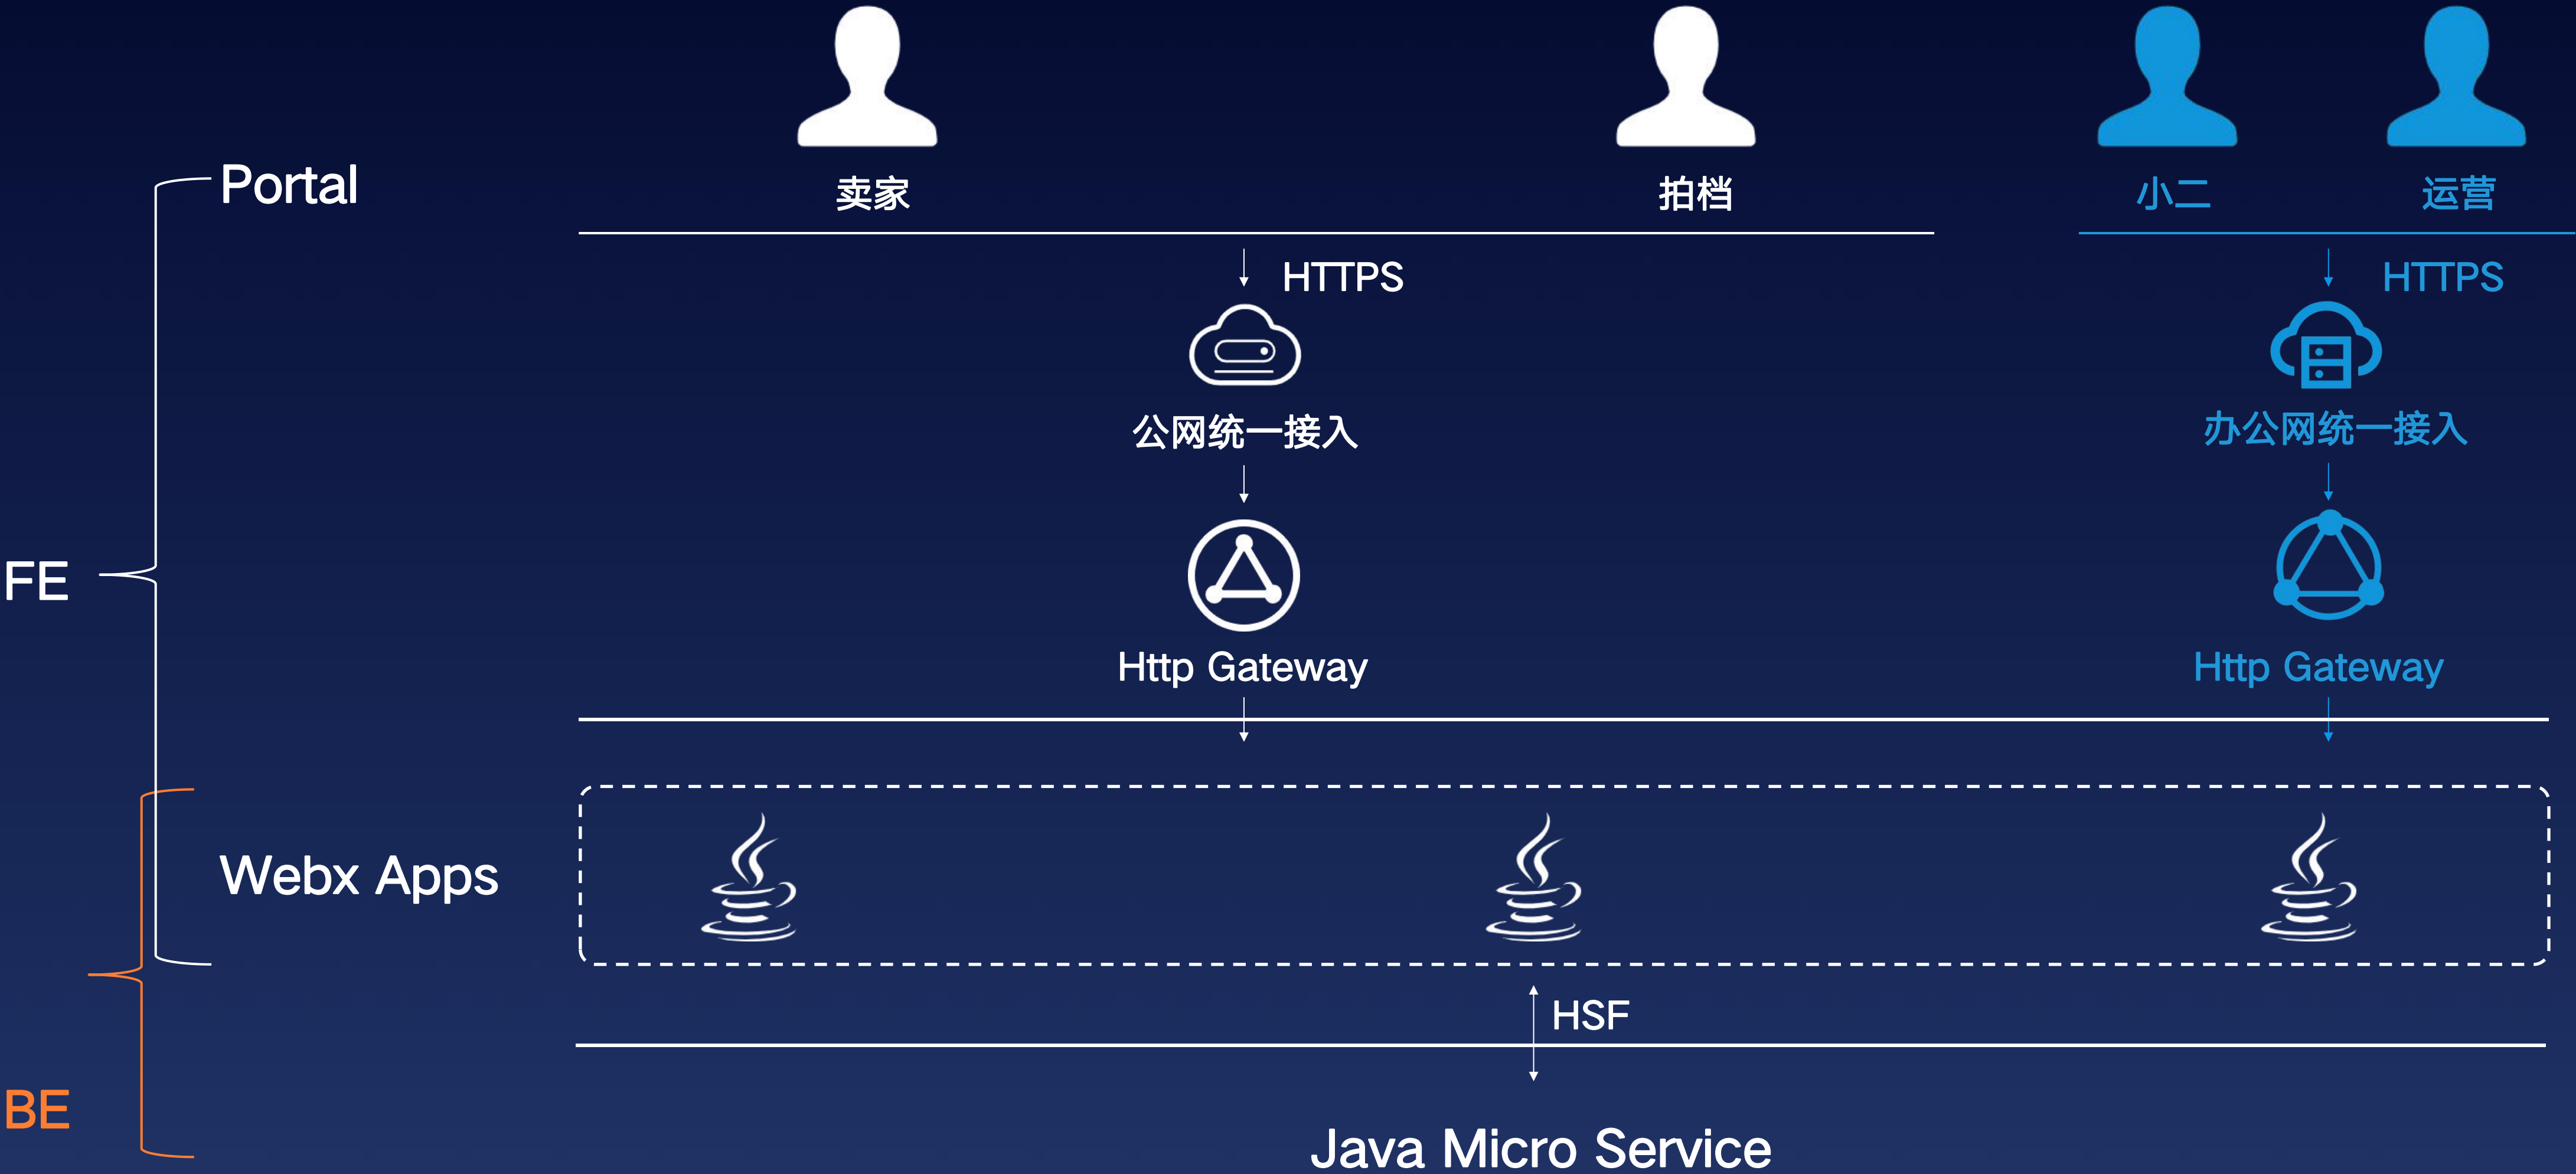 Portal
卖家
拍档
小二
运营
HTTPS
HTTPS
公网统一接入
办公网统一接入
FE
Http Gateway
Http Gateway
Webx Apps
HSF
BE
Java Micro Service